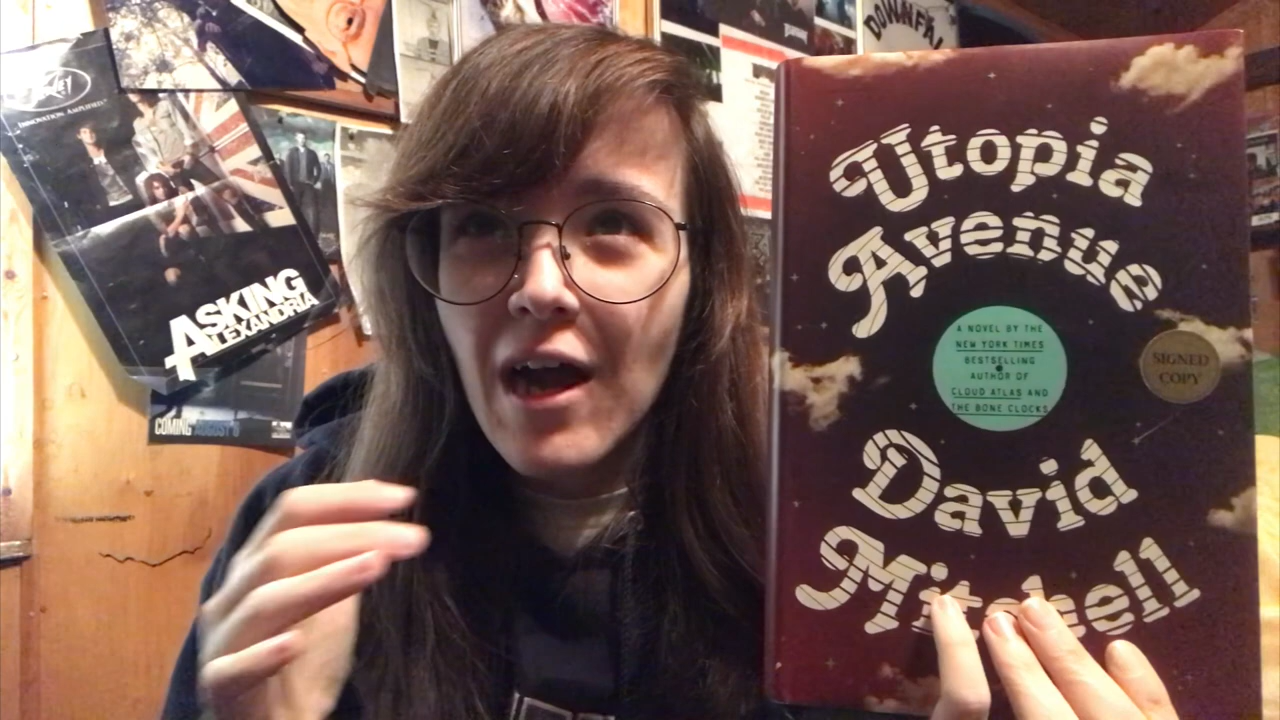 INNOVATION. AMPLIFIED.
ASKING
ALEXANDRIA
COMING AUGUST 6
DOWNFAL
Utopia
Avenue
A NOVEL BY THE
NEW YORK TIMES
BESTSELLING
AUTHOR OF
CLOUD ATLAS AND
THE BONE CLOCKS
SIGNED
COPY
David
Mitchell